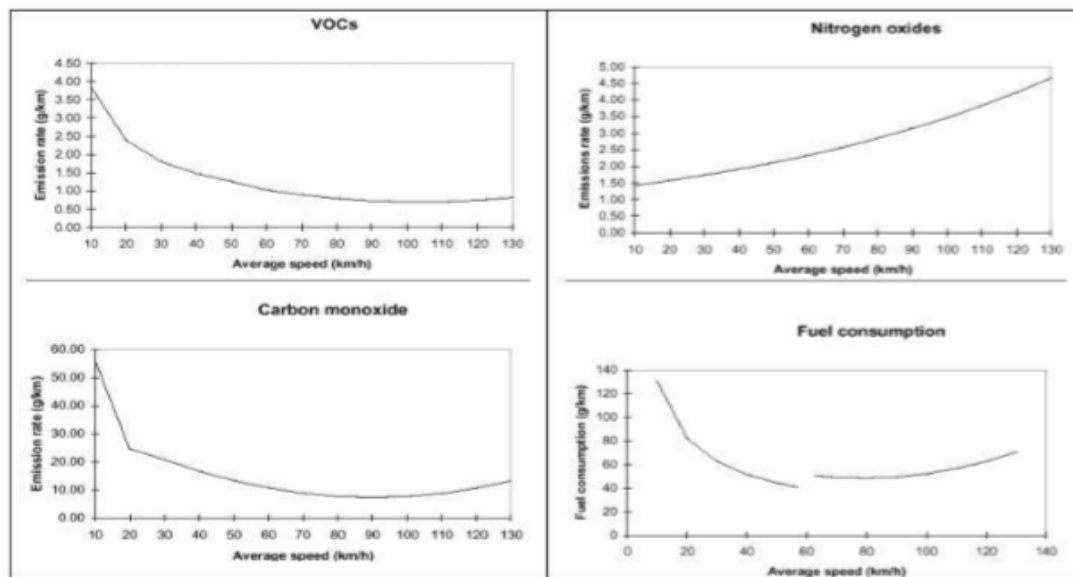 VOCs
Emission rate (g/km)
4.50
4.00
3.50
3.00
2.50
2.00
1.50
1.00
0.50
0.00
10 20 30 40 50 60 70 80 90 100 110 120 130
Average speed (km/h)
Nitrogen oxides
Emissions rate (g/km)
5.00
4.50
4.00
3.50
3.00
2.50
2.00
1.50
1.00
0.50
0.00
10 20 30 40 50 60 70 80 90 100 110 120 130
Average speed (km/h)
Carbon monoxide
Emission rate (g/km)
60.00
50.00
40.00
30.00
20.00
10.00
0.00
10 20 30 40 50 60 70 80 90 100 110 120 130
Average speed (km/h)
Fuel consumption
Fuel consumption (g/km)
140
120
100
80
60
40
20
0
0 20 40 60 80 100 120 140
Average speed (km/h)